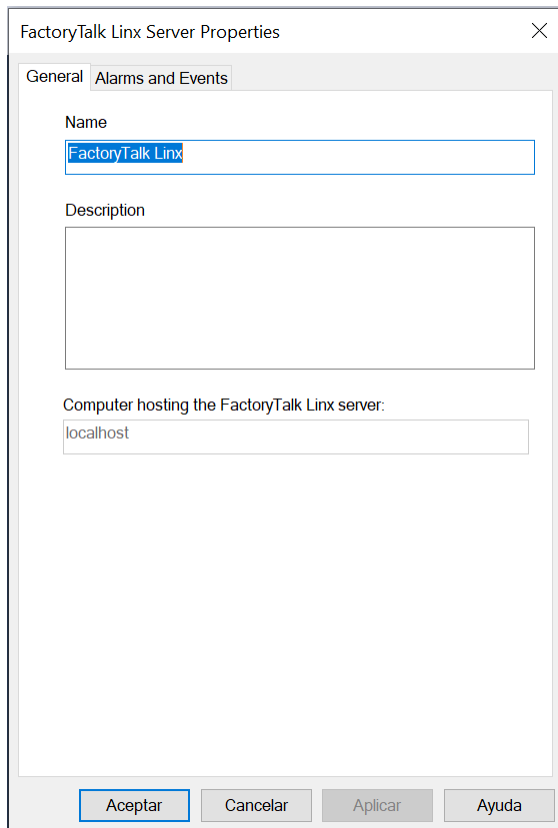 FactoryTalk Linx Server Properties
General Alarms and Events
Name
FactoryTalk Linx
Description
Computer hosting the FactoryTalk Linx server:
localhost
Aceptar Cancelar Aplicar Ayuda